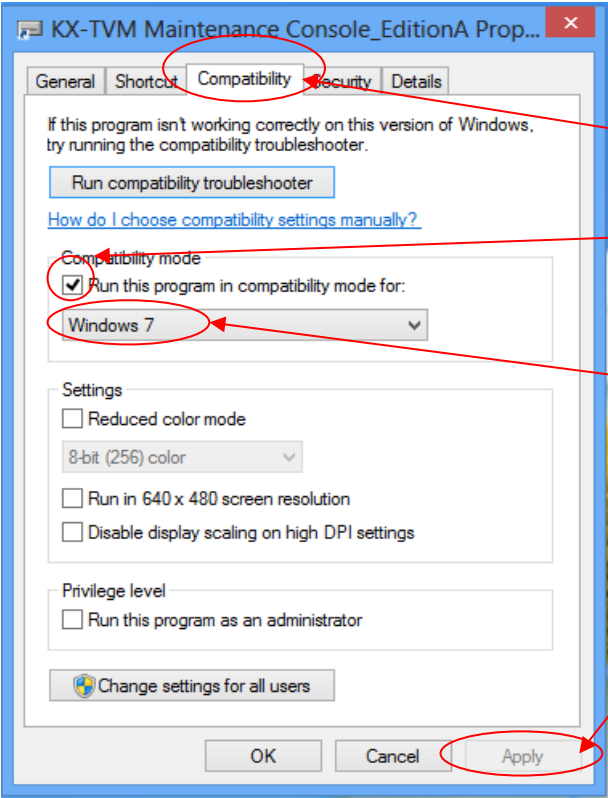 KX-TVM Maintenance Console_EditionA Prop...
General Shortcut Compatibility Security Details
If this program isn't working correctly on this version of Windows,
try running the compatibility troubleshooter.
Run compatibility troubleshooter
How do I choose compatibility settings manually?
Compatibility mode
Run this program in compatibility mode for:
Windows 7
Settings
Reduced color mode
8-bit (256) color
Run in 640 x 480 screen resolution
Disable display scaling on high DPI settings
Privilege level
Run this program as an administrator
Change settings for all users
OK Cancel Apply